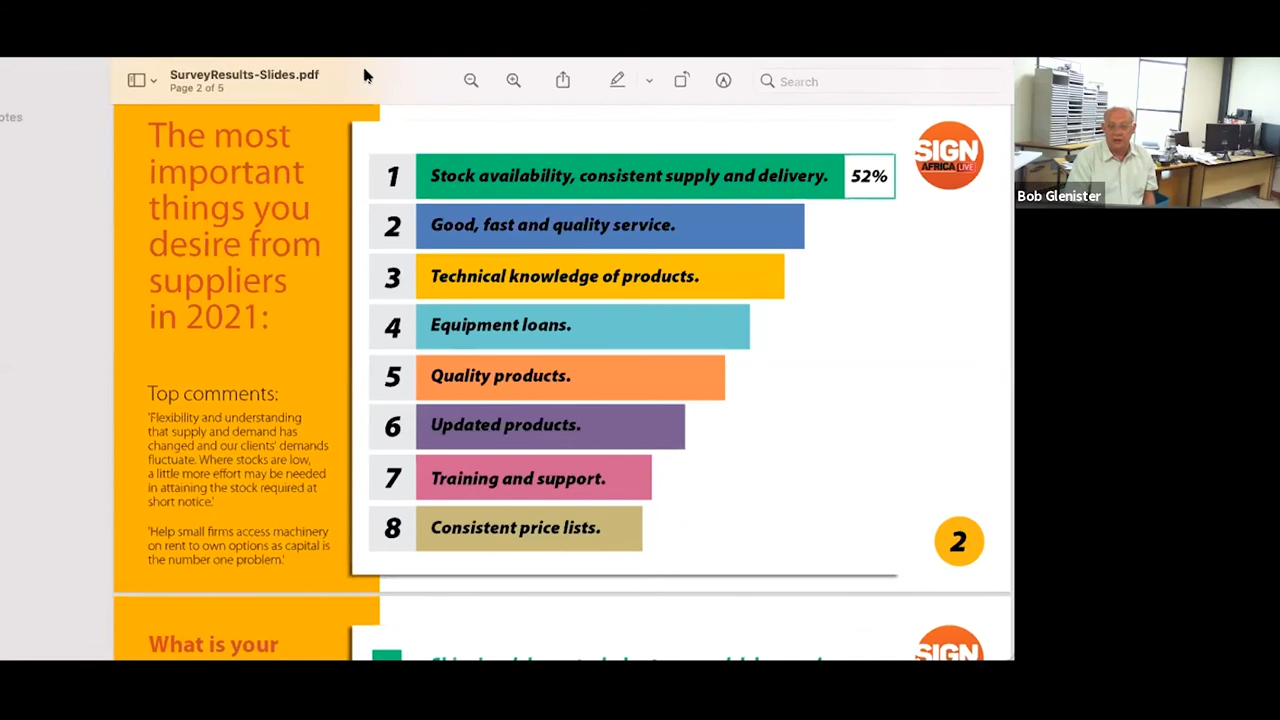 SurveyResults-Slides.pdf
Page 2 of 5
Search
otes
The most
important
things you
desire from
suppliers
in 2021:
Top comments:
'Flexibility and understanding
that supply and demand has
changed and our clients' demands
fluctuate. Where stocks are low,
a little more effort may be needed
in attaining the stock required at
short notice.'
'Help small firms access machinery
on rent to own options as capital is
the number one problem.'
1 Stock availability, consistent supply and delivery. 52%
2 Good, fast and quality service.
3 Technical knowledge of products.
4 Equipment loans.
5 Quality products.
6 Updated products.
7 Training and support.
8 Consistent price lists.
SIGN
AFRICA LIVE
2
Bob Glenister
What is your
SIGN